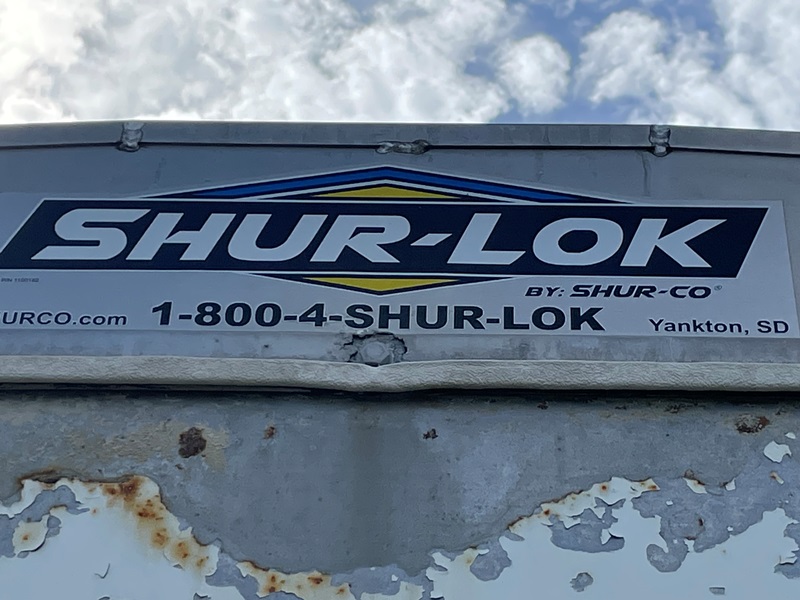 SHUR-LOK
BY: SHUR-CO®
URCO.com 1-800-4-SHUR-LOK Yankton, SD